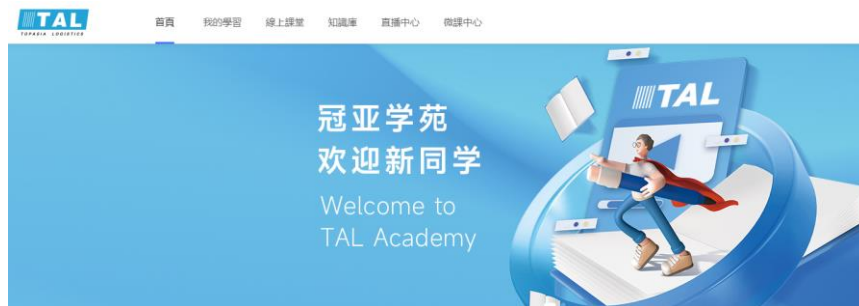 TAL
TOPASIA LOGISTICS
首頁 我的學習 線上課堂 知識庫 直播中心 微課中心
冠亚学苑
欢迎新同学
Welcome to
TAL Academy
TAL